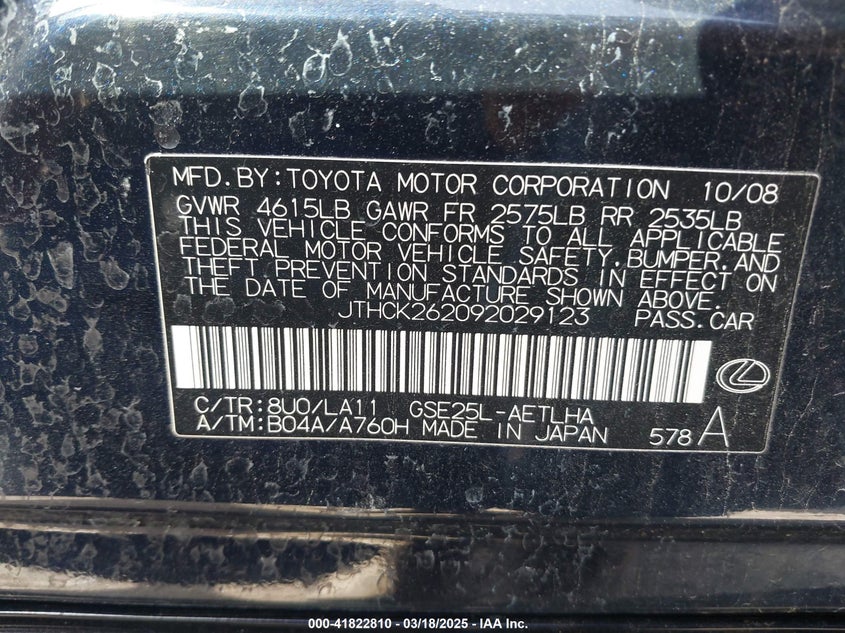 MFD.BY:TOYOTA MOTOR CORPORATION 10/08
GVWR 4615LB GAWR FR 2575LB RR 2535LB
THIS VEHICLE CONFORMS TO ALL APPLICABLE
FEDERAL MOTOR VEHICLE SAFETY,BUMPER,AND
THEFT PREVENTION STANDARDS IN EFFECT ON
THE DATE OF MANUFACTURE SHOWN ABOVE.
JTHCK262092029123 PASS.CAR
C/TR:8U0/LA11 GSE25L-AETLHA
A/TM:B04A/A760H MADE IN JAPAN 578 A
000-41822810 - 03/18/2025 - IAA Inc.